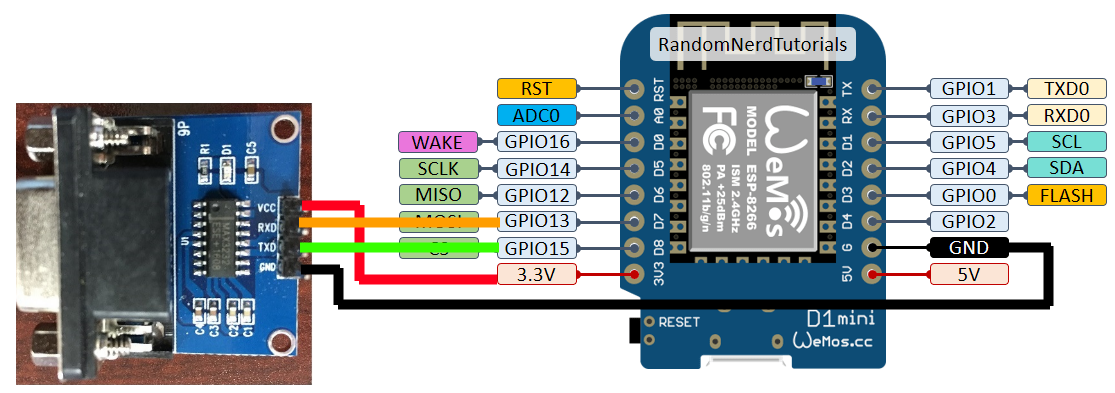 RandomNerdTutorials
RST
RST
TX
GPIO1
TXD0
ADC0
A0
RX
GPIO3
RXD0
WAKE
GPIO16
D0
D1
GPIO5
SCL
SCLK
GPIO14
D5
D2
GPIO4
SDA
MISO
GPIO12
D6
D3
GPIO0
FLASH
GPIO13
D7
D4
GPIO2
GPIO15
D8
G
GND
3.3V
3V3
5V
5V
WeMos
MODEL ESP-8266
ISM 2.4GHz
PA +25dBm
802.11b/g/n
FC
RESET
D1 mini
WeMos.cc
9P
R1
D1
C5
VCC
RXD
TXD
GND
U1
C4
C3
C2
C1